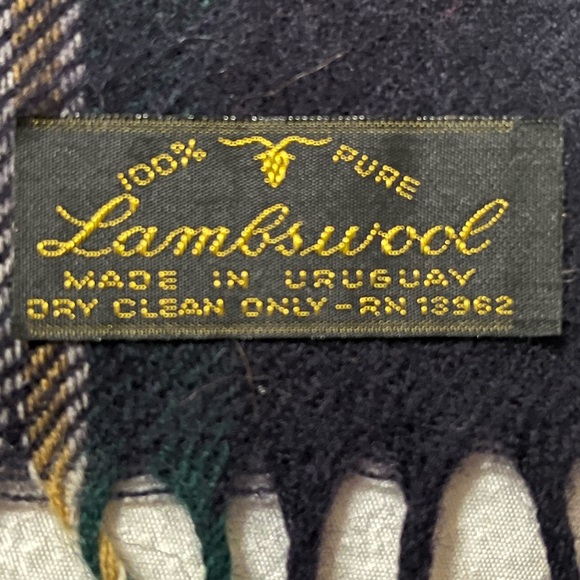 100% PURE
Lambswool
MADE IN URUGUAY
DRY CLEAN ONLY - RN 13962